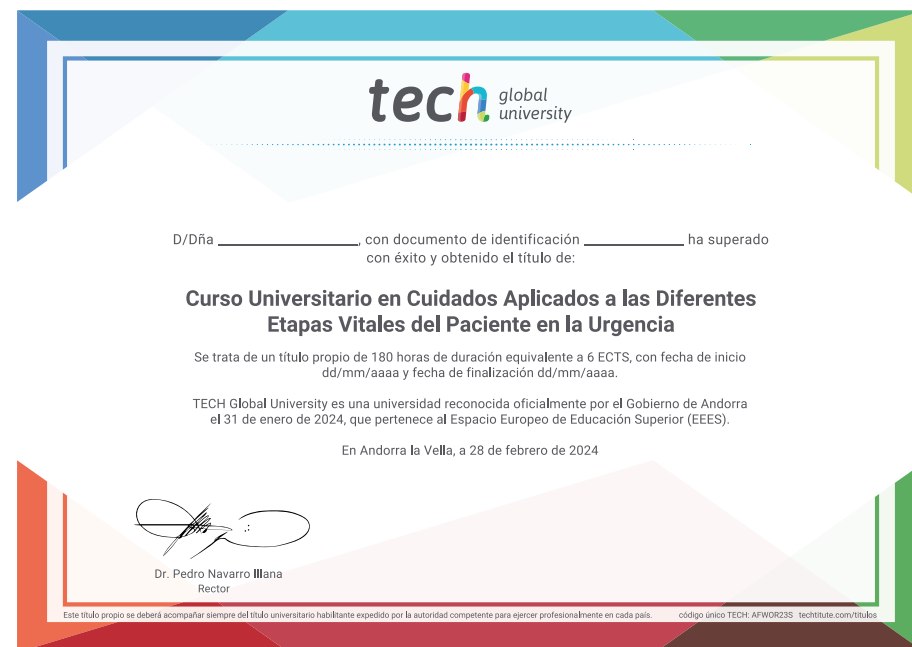 tech global
university
D/Dña ______________, con documento de identificación __________ ha superado
con éxito y obtenido el título de:
Curso Universitario en Cuidados Aplicados a las Diferentes
Etapas Vitales del Paciente en la Urgencia
Se trata de un título propio de 180 horas de duración equivalente a 6 ECTS, con fecha de inicio
dd/mm/aaaa y fecha de finalización dd/mm/aaaa.
TECH Global University es una universidad reconocida oficialmente por el Gobierno de Andorra
el 31 de enero de 2024, que pertenece al Espacio Europeo de Educación Superior (EEES).
En Andorra la Vella, a 28 de febrero de 2024
Dr. Pedro Navarro Illana
Rector
Este título propio se deberá acompañar siempre del título universitario habilitante expedido por la autoridad competente para ejercer profesionalmente en cada país. código único TECH: AFWOR23S techtitute.com/títulos